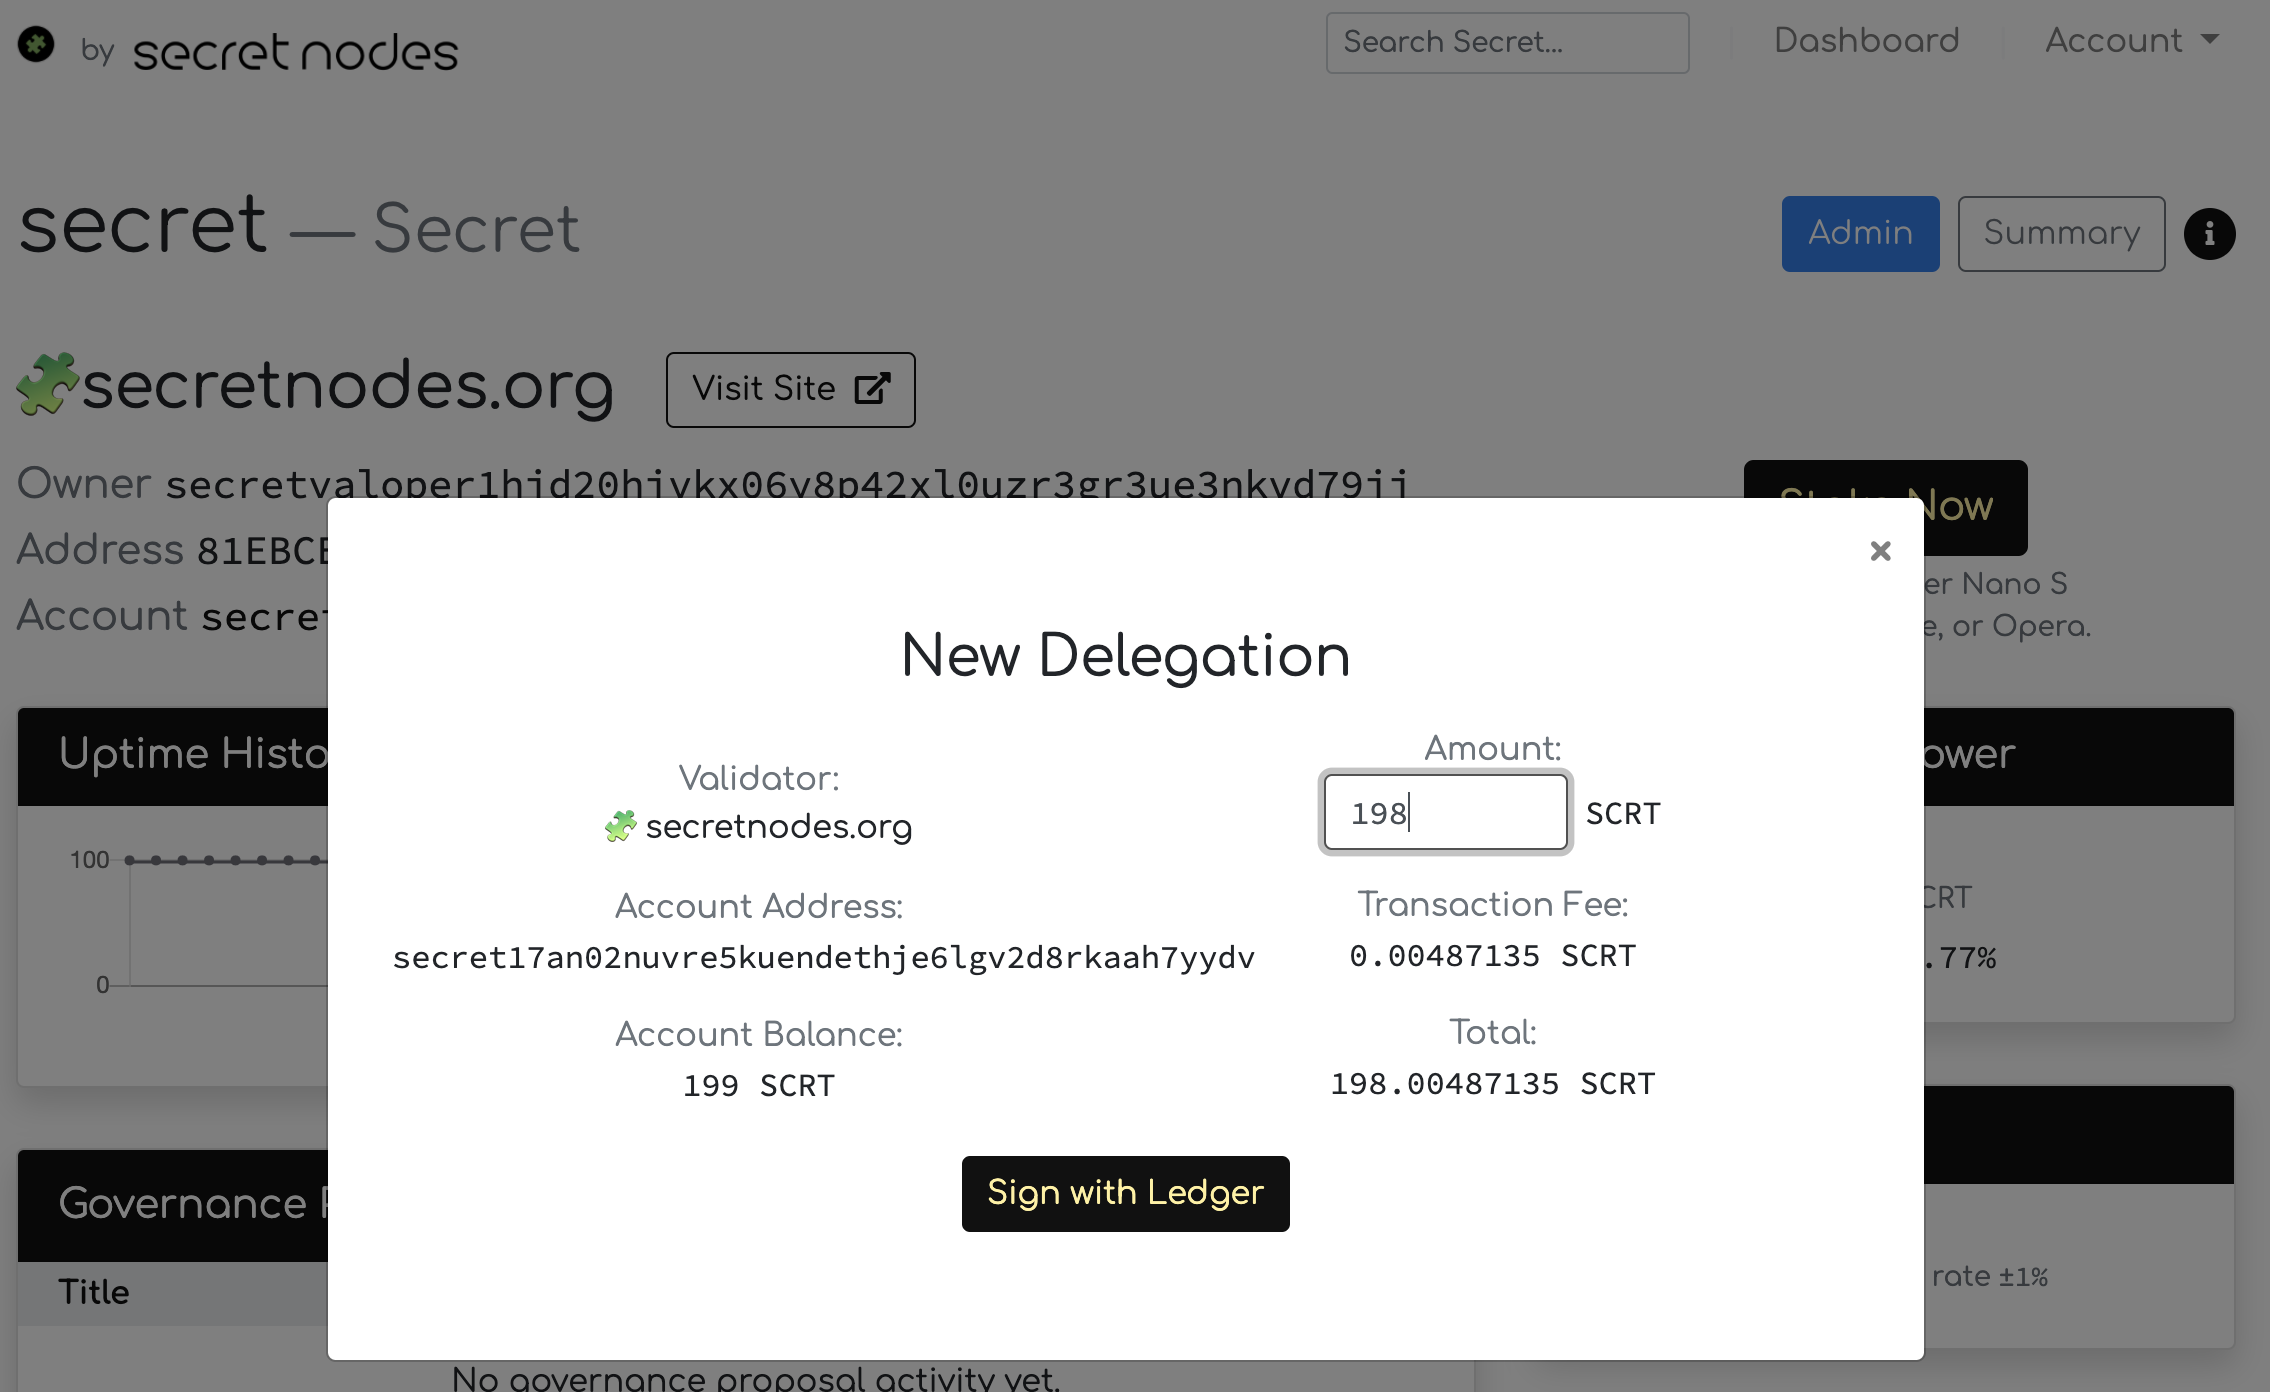 by secret nodes
Search Secret...
Dashboard
Account
secret — Secret
Admin
Summary
secretnodes.org
Visit Site
Owner secretvaloper1hjd20hjvkx06y8p42xl0uzr3gr3ue3nkvd79jj
Address 81EBCE
Account secret
Now
er Nano S
e, or Opera.
New Delegation
Validator:
secretnodes.org
Amount:
198 SCRT
Account Address:
secret17an02nuvre5kuendethje6lgv2d8rkaah7yydv
Transaction Fee:
0.00487135 SCRT
Account Balance:
199 SCRT
Total:
198.00487135 SCRT
Sign with Ledger
Uptime Histo
100
0
ower
CRT
.77%
Governance P
Title
rate ±1%
No governance proposal activity yet.